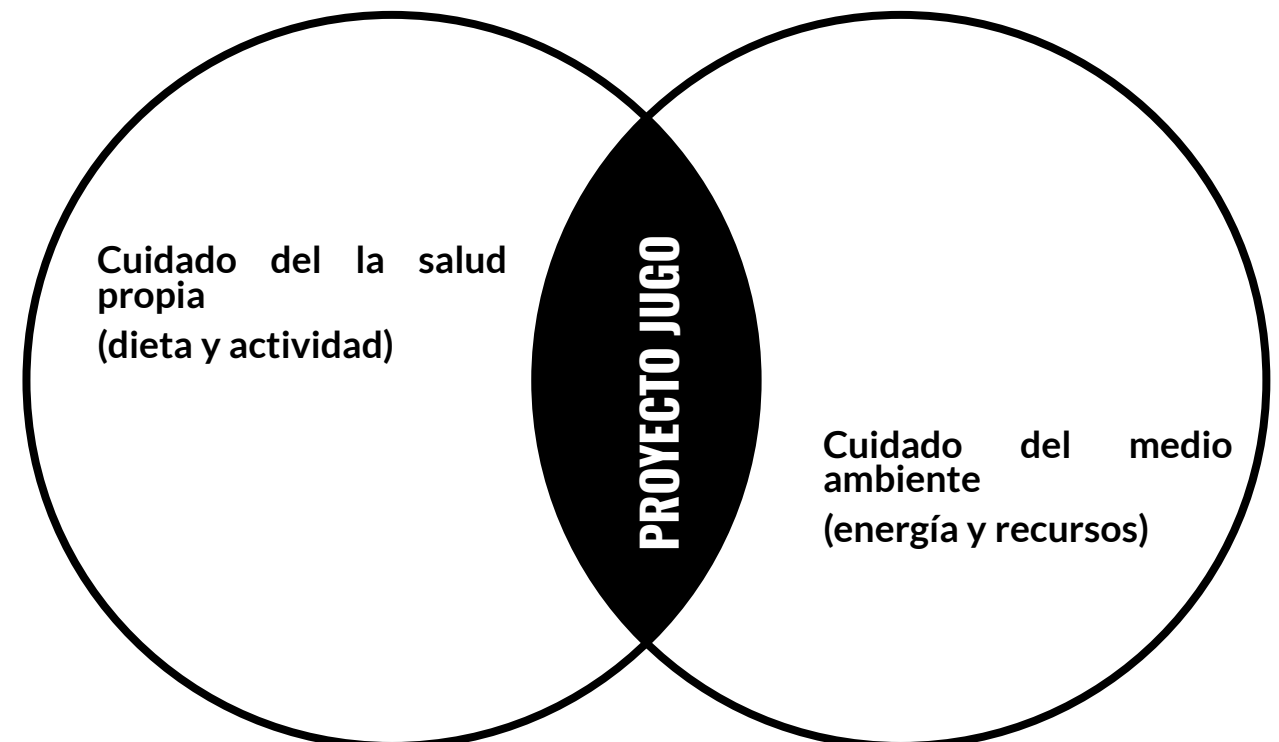 Cuidado del la salud
propia
(dieta y actividad)
PROYECTO JUGO
Cuidado del medio
ambiente
(energía y recursos)